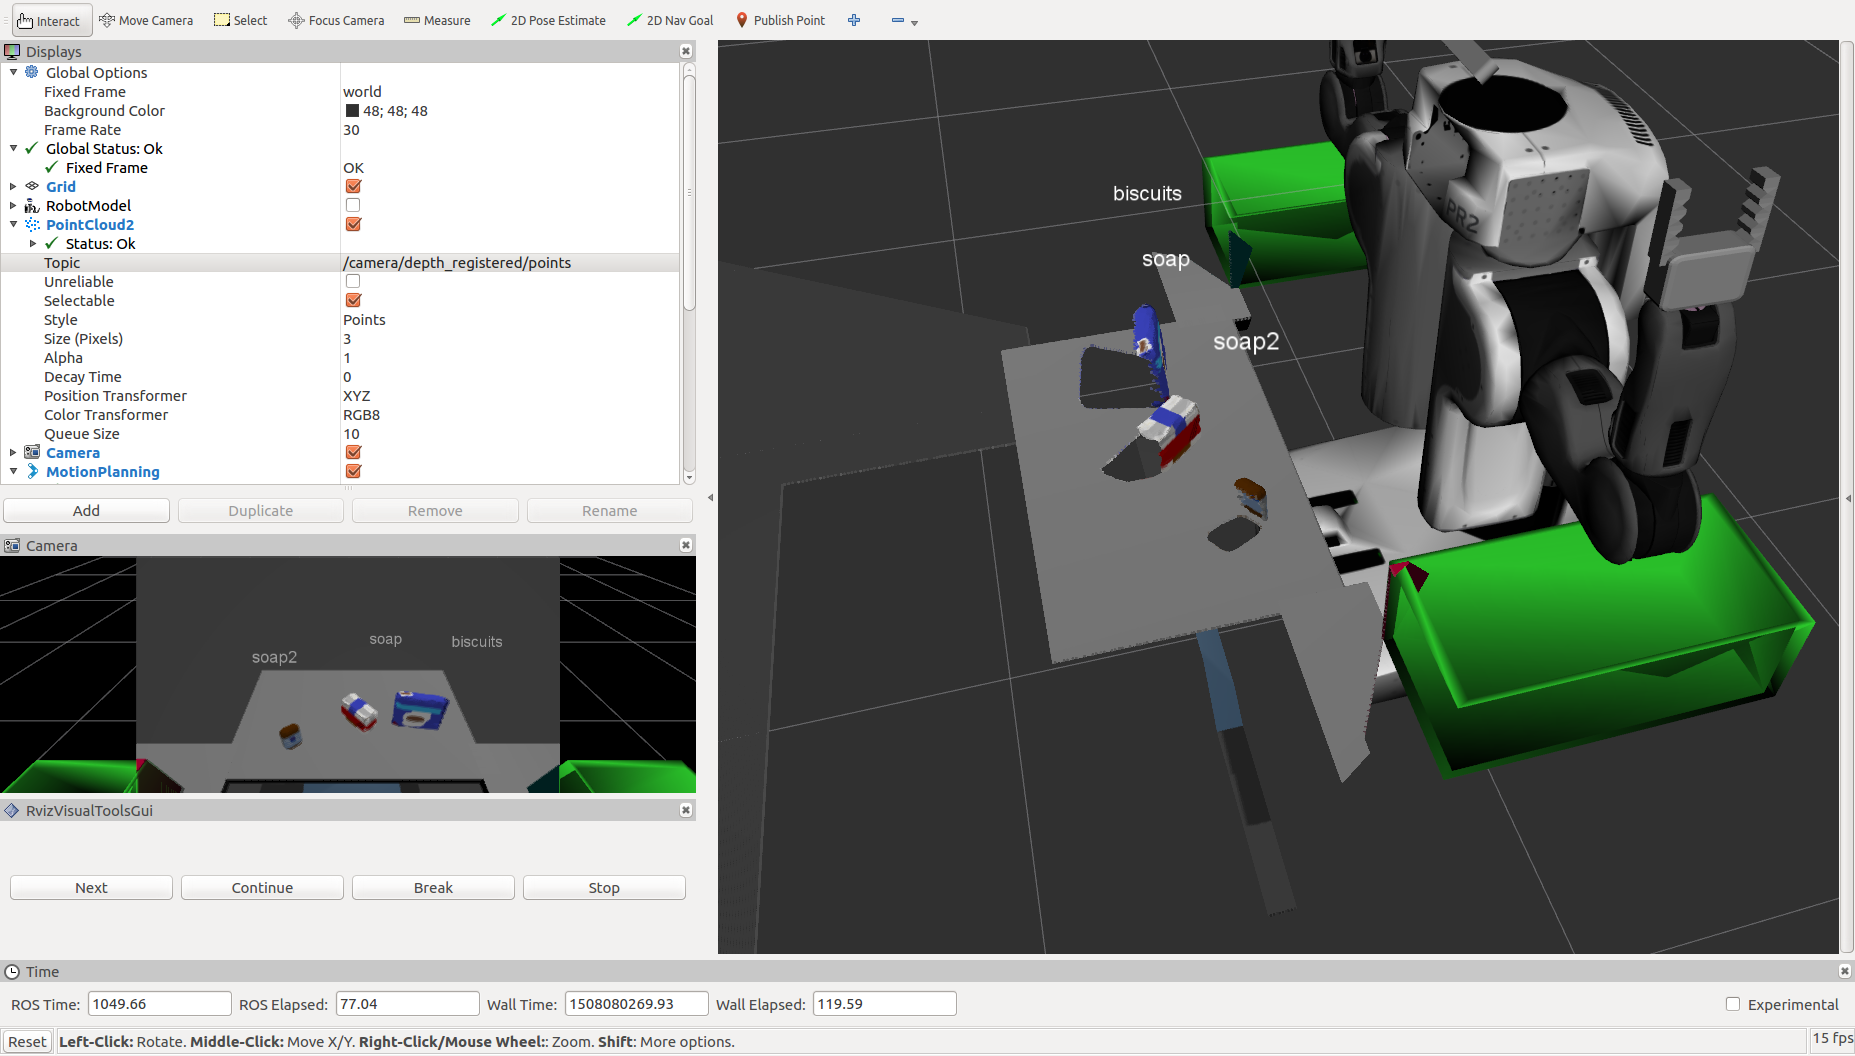 Interact Move Camera Select Focus Camera Measure 2D Pose Estimate 2D Nav Goal Publish Point
Displays
Global Options
Fixed Frame world
Background Color 48; 48; 48
Frame Rate 30
Global Status: Ok
Fixed Frame OK
Grid
RobotModel
PointCloud2
Status: Ok
Topic /camera/depth_registered/points
Unreliable
Selectable
Style Points
Size (Pixels) 3
Alpha 1
Decay Time 0
Position Transformer XYZ
Color Transformer RGB8
Queue Size 10
Camera
MotionPlanning
Add Duplicate Remove Rename
Camera
soap2 soap biscuits
RvizVisualToolsGui
Next Continue Break Stop
biscuits
soap
soap2
PR2
Time
ROS Time: 1049.66 ROS Elapsed: 77.04 Wall Time: 1508080269.93 Wall Elapsed: 119.59 Experimental
Reset Left-Click: Rotate. Middle-Click: Move X/Y. Right-Click/Mouse Wheel:: Zoom. Shift: More options. 15 fps